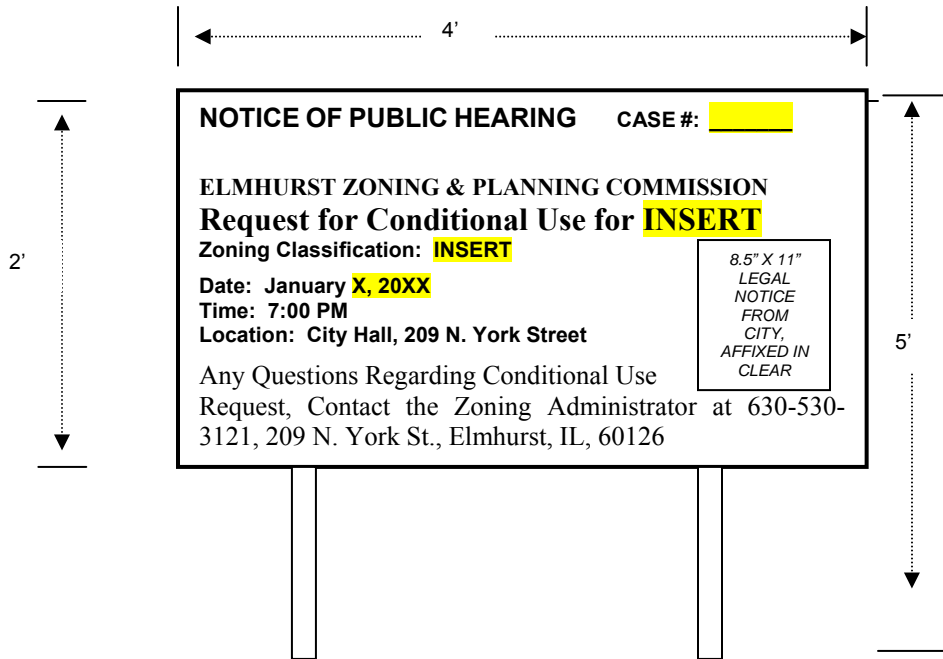 4’
NOTICE OF PUBLIC HEARING CASE #: _______
ELMHURST ZONING & PLANNING COMMISSION
Request for Conditional Use for INSERT
Zoning Classification: INSERT
2’
Date: January X, 20XX
Time: 7:00 PM
Location: City Hall, 209 N. York Street
8.5” X 11”
LEGAL
NOTICE
FROM
CITY,
AFFIXED IN
CLEAR
5’
Any Questions Regarding Conditional Use
Request, Contact the Zoning Administrator at 630-530-
3121, 209 N. York St., Elmhurst, IL, 60126